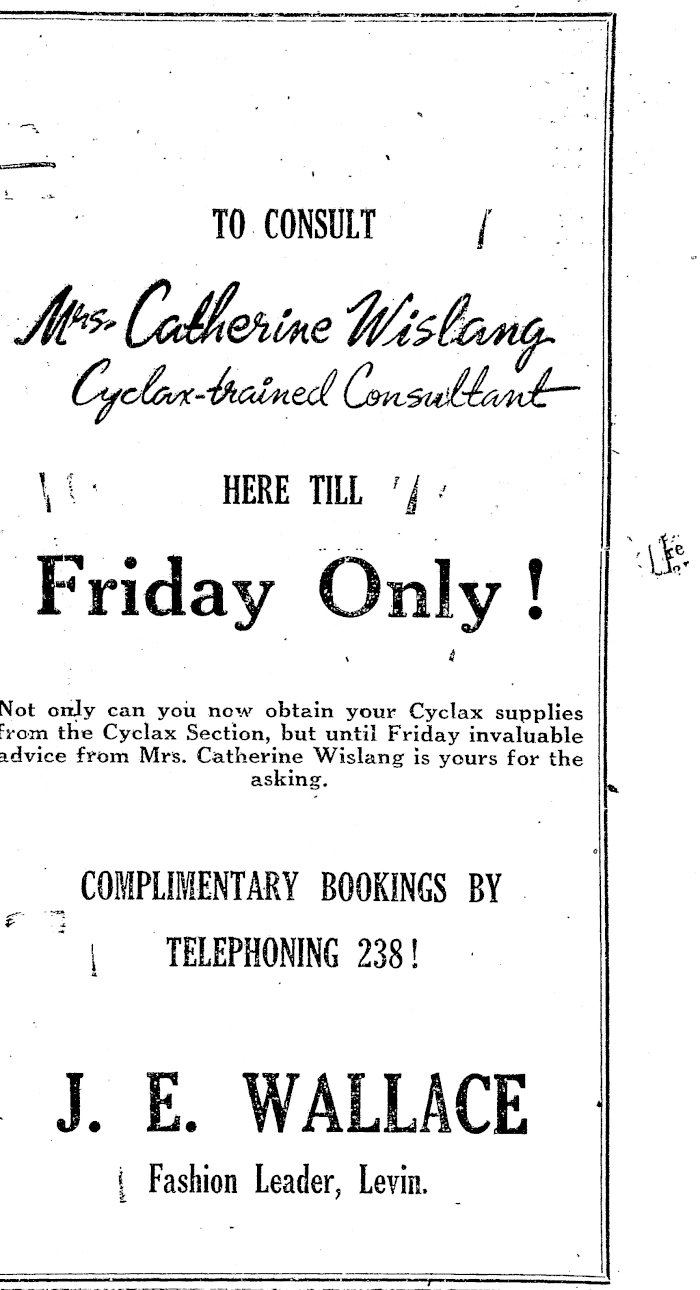 TO CONSULT
Mrs. Catherine Wislang
Cyclax-trained Consultant
HERE TILL
Friday Only!
Not only can you now obtain your Cyclax supplies
from the Cyclax Section, but until Friday invaluable
advice from Mrs. Catherine Wislang is yours for the
asking.
COMPLIMENTARY BOOKINGS BY
TELEPHONING 238!
J. E. WALLACE
Fashion Leader, Levin.